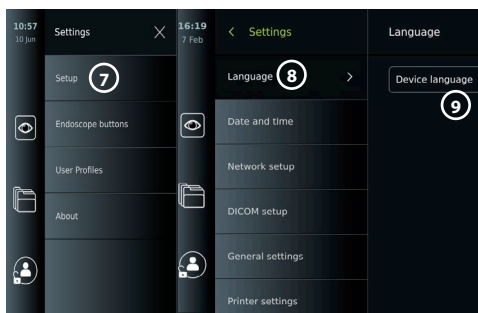 10:57
10 Jun
Settings
Setup
7
Endoscope buttons
User Profiles
About
16:19
7 Feb
Settings
Language
8
Date and time
Network setup
DICOM setup
General settings
Printer settings
Language
Device language
9